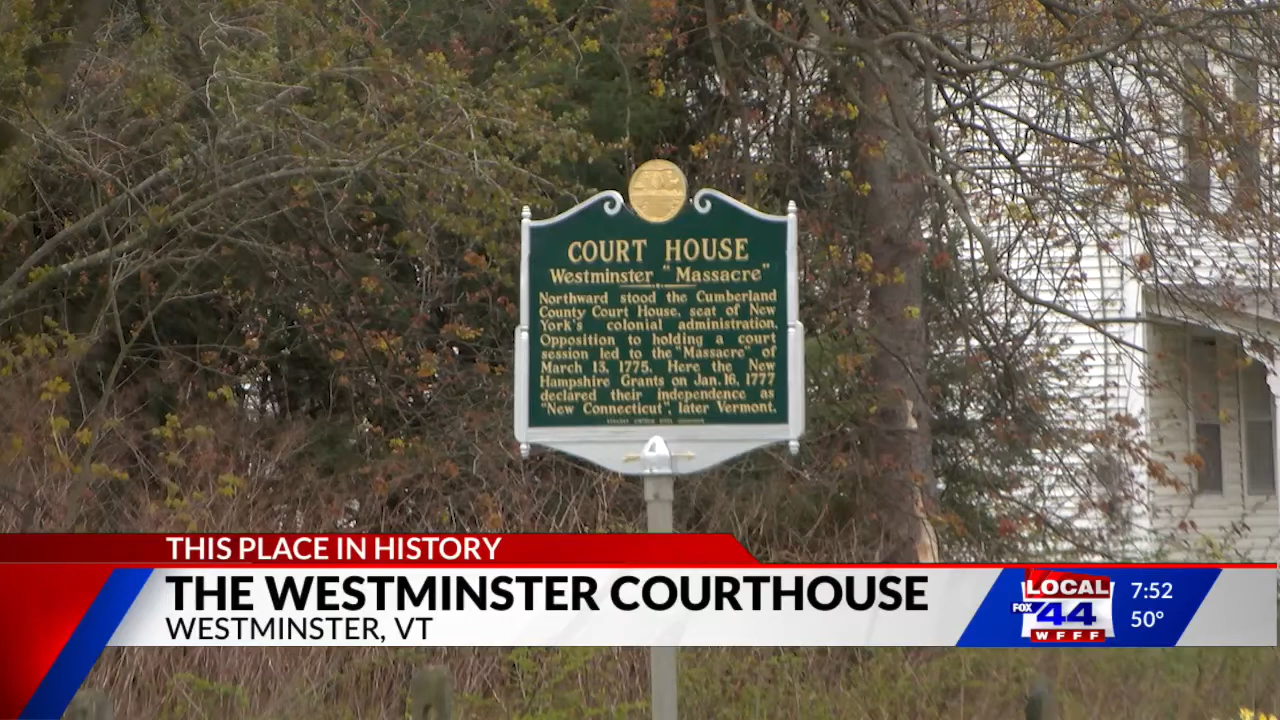 COURT HOUSE
Westminster "Massacre"
Northward stood the Cumberland
County Court House, seat of New
York's colonial administration.
Opposition to holding a court
session led to the "Massacre" of
March 13, 1775. Here the New
Hampshire Grants on Jan. 16, 1777
declared their independence as
"New Connecticut", later Vermont.
THIS PLACE IN HISTORY
THE WESTMINSTER COURTHOUSE
WESTMINSTER, VT
LOCAL
FOX 44
WFFF
7:52
50°